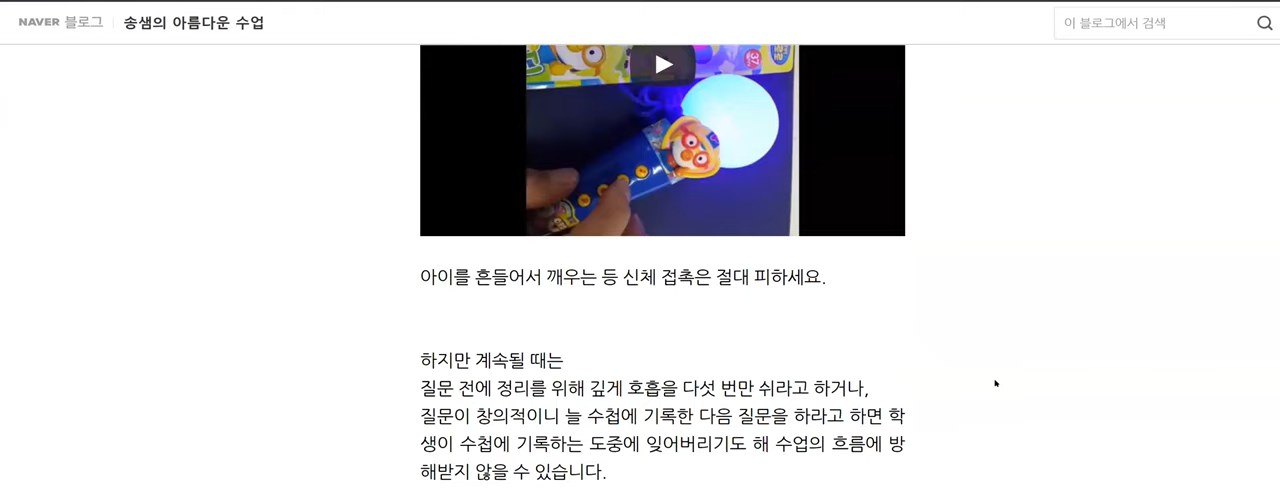 NAVER 블로그 송샘의 아름다운 수업
이 블로그에서 검색
아이를 흔들어서 깨우는 등 신체 접촉은 절대 피하세요.
하지만 계속될 때는
질문 전에 정리를 위해 깊게 호흡을 다섯 번만 쉬라고 하거나,
질문이 창의적이니 늘 수첩에 기록한 다음 질문을 하라고 하면 학
생이 수첩에 기록하는 도중에 잊어버리기도 해 수업의 흐름에 방
해받지 않을 수 있습니다.